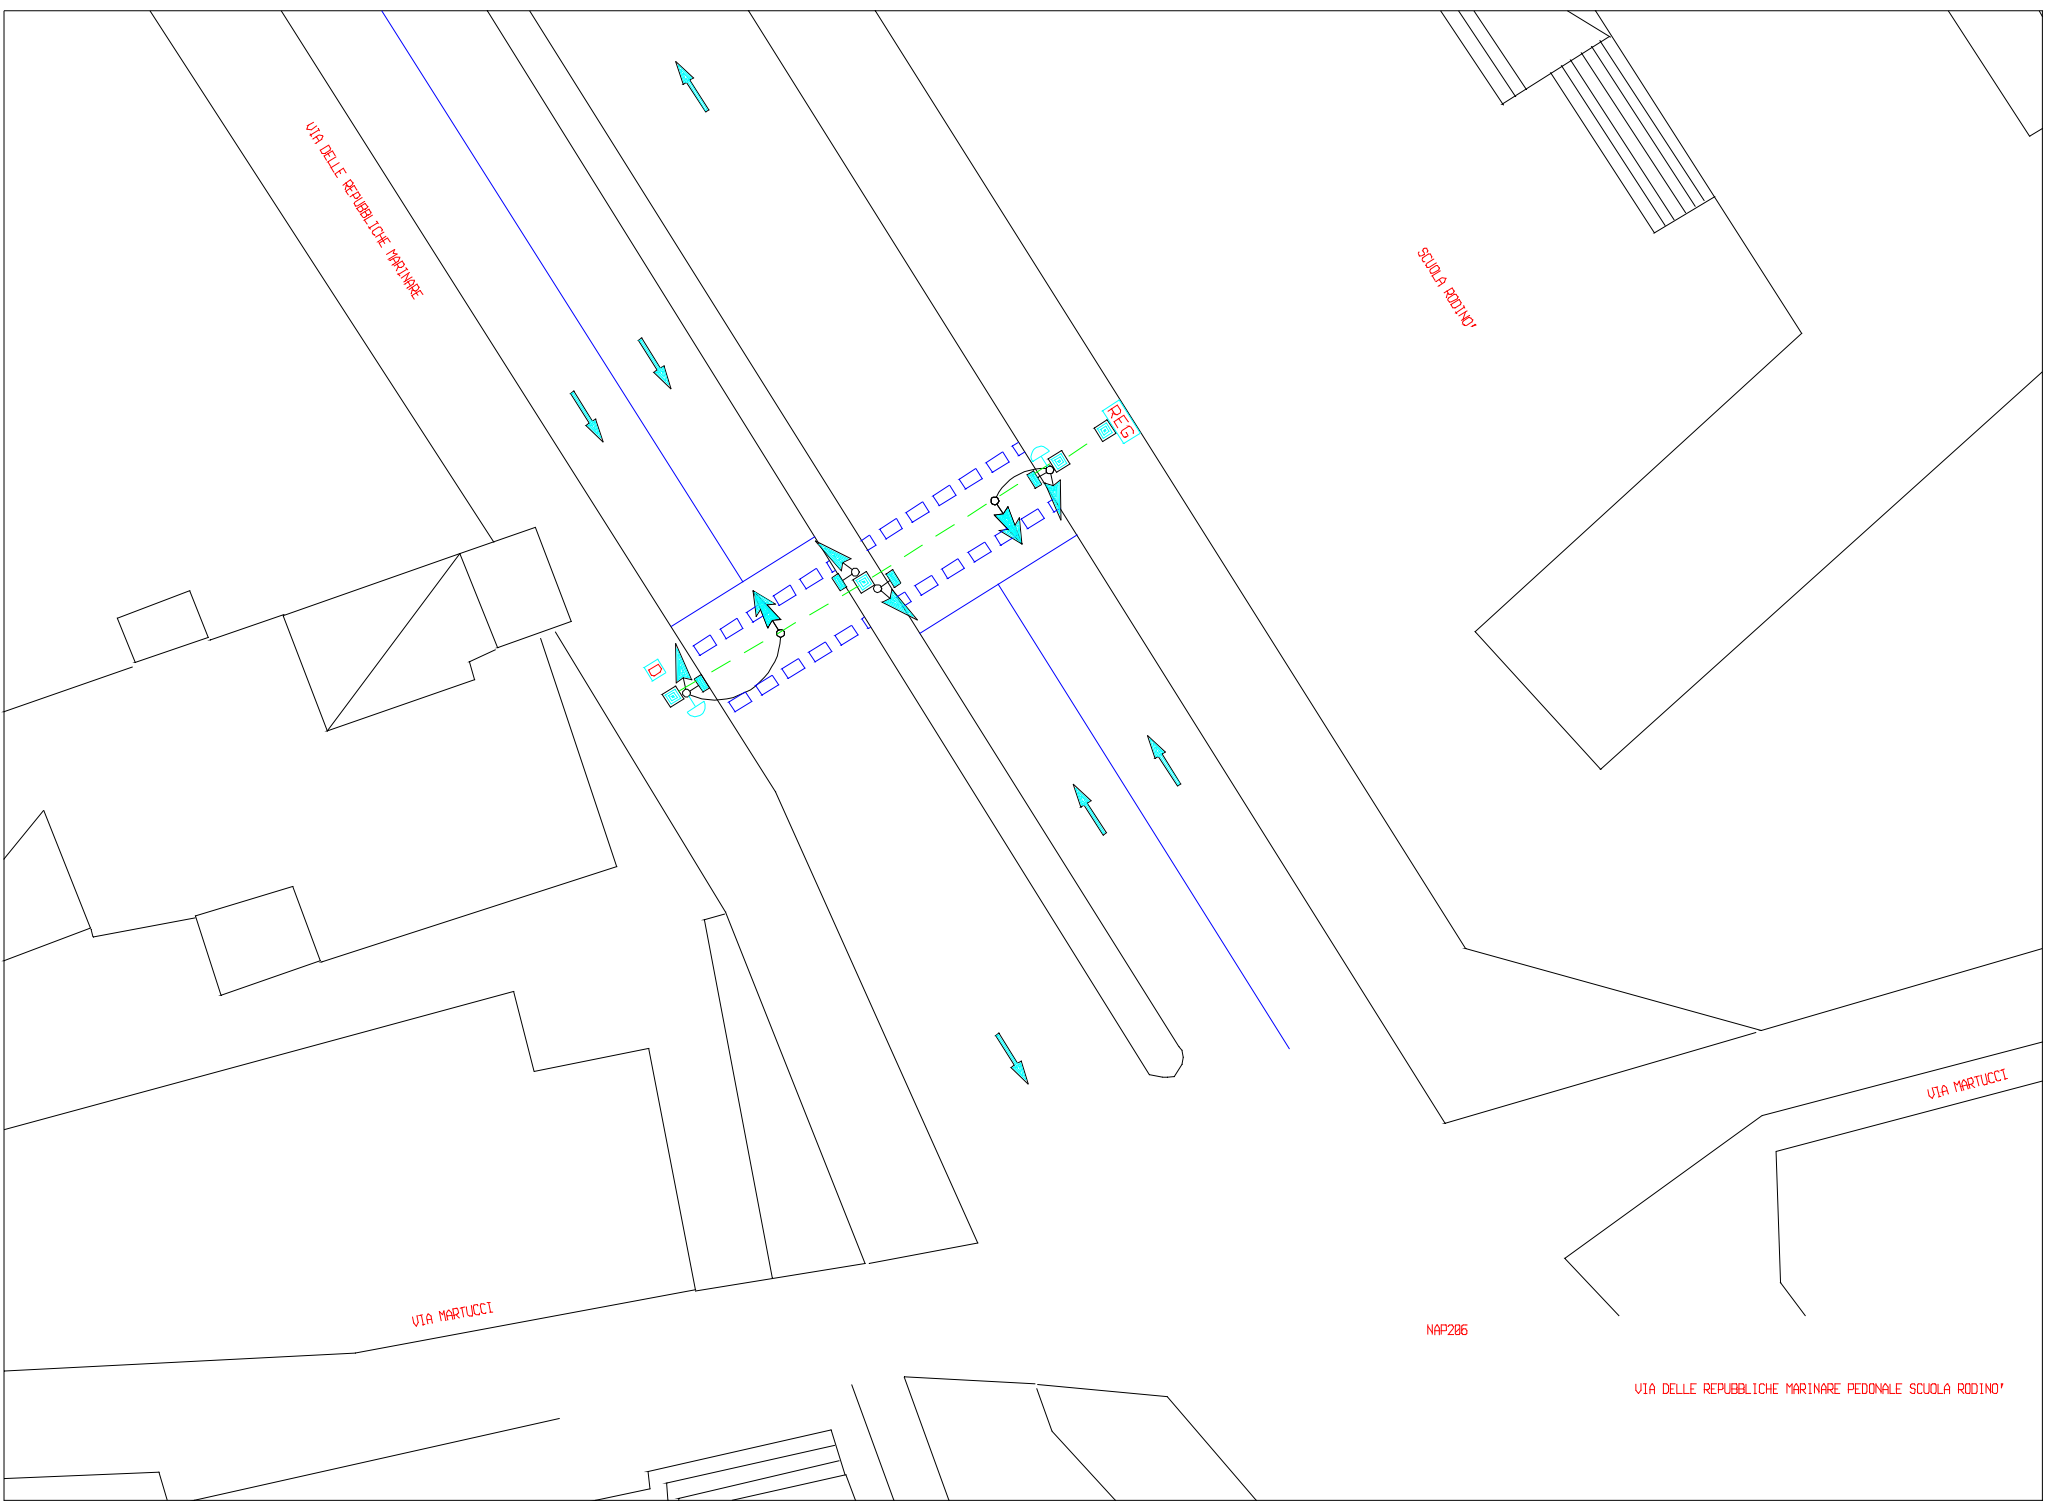 VIA DELLE REPUBBLICHE MARINARE
SCUOLA RODINO'
REG
D
VIA MARTUCCI
VIA MARTUCCI
NAP206
VIA DELLE REPUBBLICHE MARINARE PEDONALE SCUOLA RODINO'